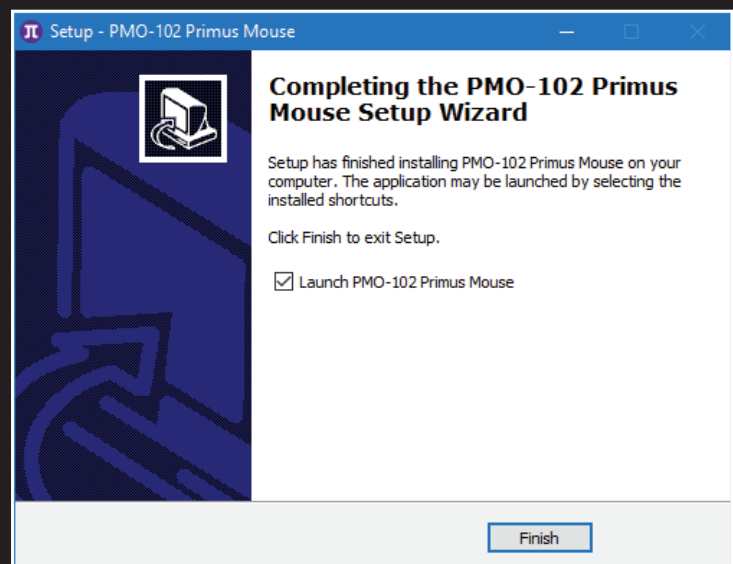 Setup - PMO-102 Primus Mouse
Completing the PMO-102 Primus
Mouse Setup Wizard
Setup has finished installing PMO-102 Primus Mouse on your
computer. The application may be launched by selecting the
installed shortcuts.
Click Finish to exit Setup.
Launch PMO-102 Primus Mouse
Finish